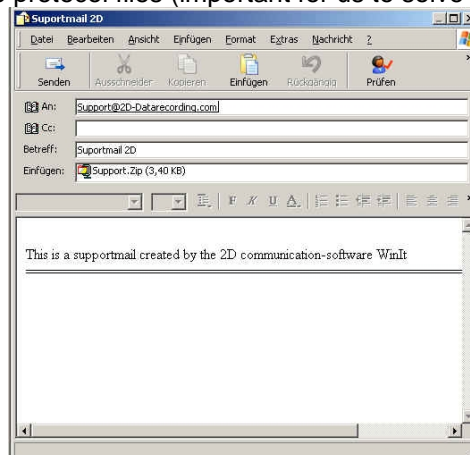 protocol files (important for us to solve
Suportmail 2D
Datei Bearbeiten Ansicht Einfügen Format Extras Nachricht ?
Senden Ausschneider Kopieren Einfügen Rückgängig Prüfen
An: Support@2D-Datarecording.com
Cc:
Betreff: Suportmail 2D
Einfügen: Support.Zip (3,40 KB)
F K U A
This is a supportmail created by the 2D communication-software WinIt